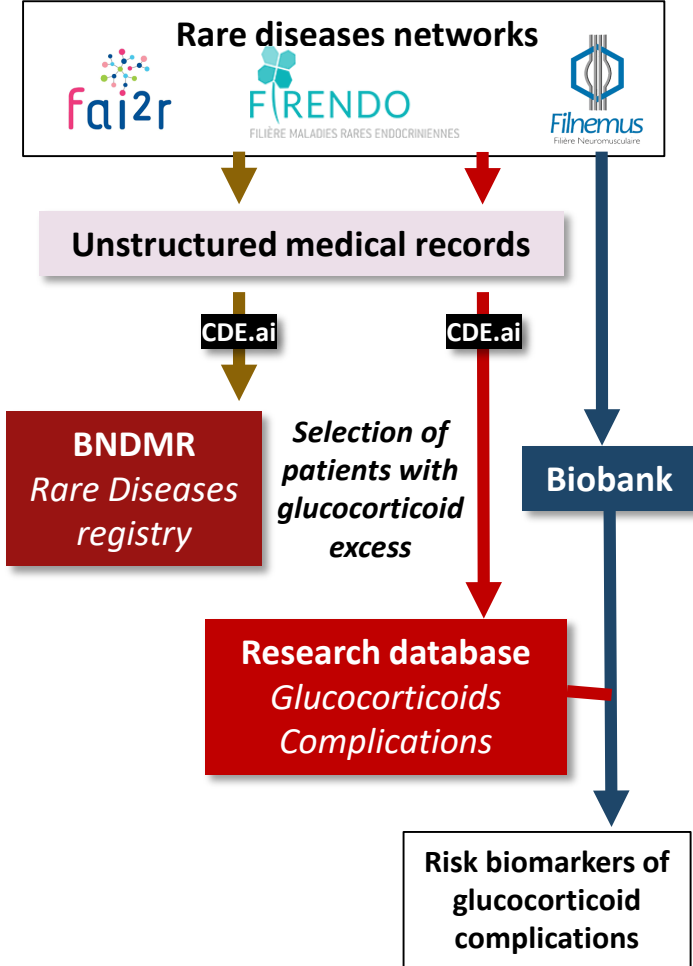 Rare diseases networks
fai2r
FIRENDO
FILIÈRE MALADIES RARES ENDOCRINIENNES
Filnemus
Filière Neuromusculaire
Unstructured medical records
CDE.ai
CDE.ai
BNDMR
Rare Diseases
registry
Selection of
patients with
glucocorticoid
excess
Biobank
Research database
Glucocorticoids
Complications
Risk biomarkers of
glucocorticoid
complications